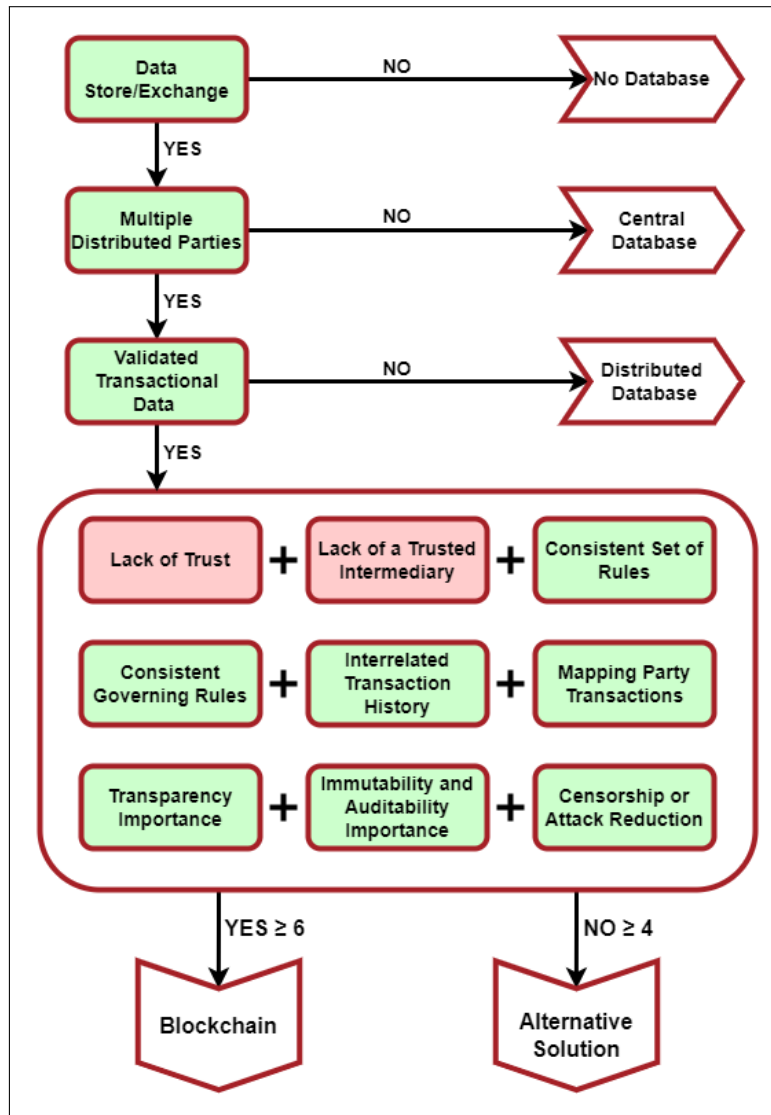 Data
Store/Exchange
NO
No Database
YES
Multiple
Distributed Parties
NO
Central
Database
YES
Validated
Transactional
Data
NO
Distributed
Database
YES
Lack of Trust
+
Lack of a Trusted
Intermediary
+
Consistent Set of
Rules
Consistent
Governing Rules
+
Interrelated
Transaction
History
+
Mapping Party
Transactions
Transparency
Importance
+
Immutability and
Auditability
Importance
+
Censorship or
Attack Reduction
YES ≥ 6
NO ≥ 4
Blockchain
Alternative
Solution